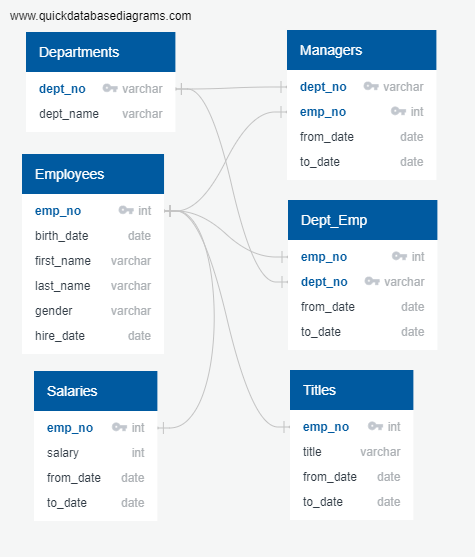 www.quickdatabasediagrams.com
Departments
dept_no varchar
dept_name varchar
Managers
dept_no varchar
emp_no int
from_date date
to_date date
Employees
emp_no int
birth_date date
first_name varchar
last_name varchar
gender varchar
hire_date date
Dept_Emp
emp_no int
dept_no varchar
from_date date
to_date date
Salaries
emp_no int
salary int
from_date date
to_date date
Titles
emp_no int
title varchar
from_date date
to_date date